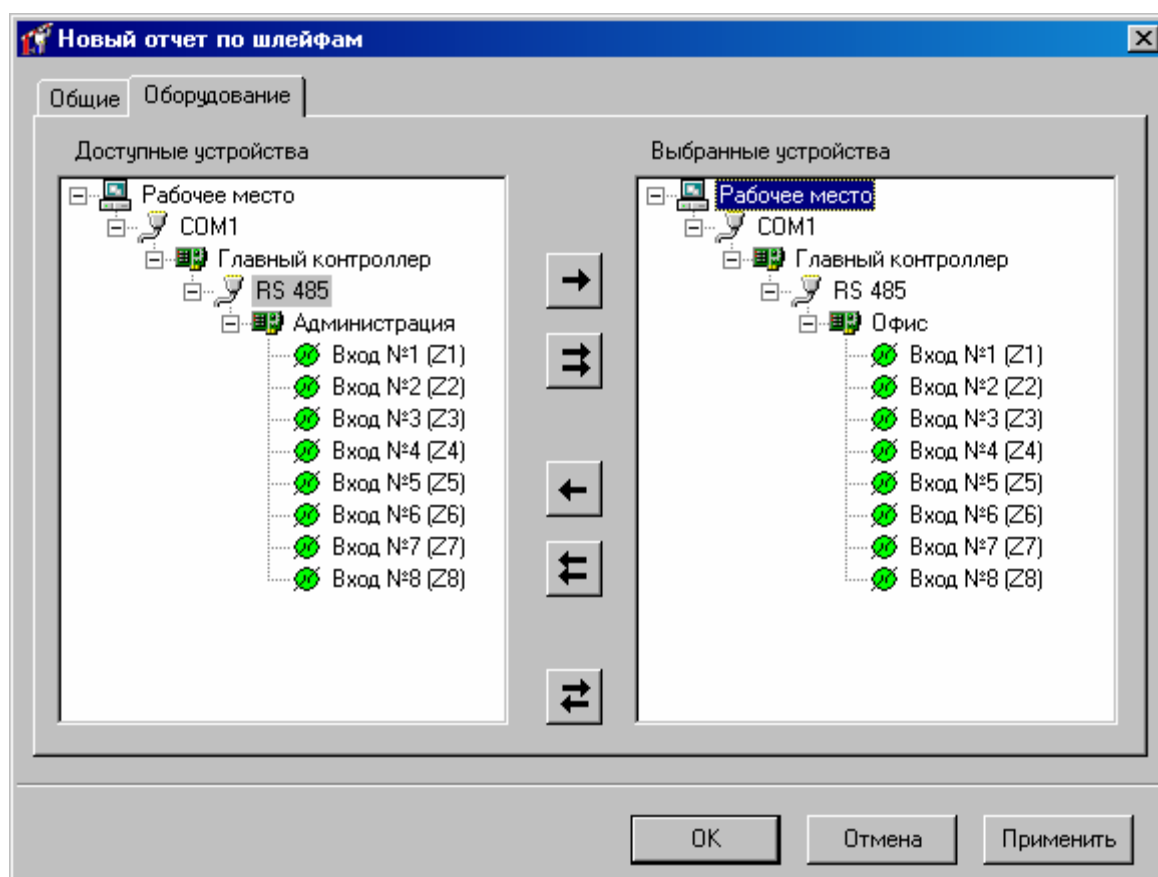 Новый отчет по шлейфам
Общие
Оборудование
Доступные устройства
Рабочее место
COM1
Главный контроллер
RS 485
Администрация
Вход №1 (Z1)
Вход №2 (Z2)
Вход №3 (Z3)
Вход №4 (Z4)
Вход №5 (Z5)
Вход №6 (Z6)
Вход №7 (Z7)
Вход №8 (Z8)
Выбранные устройства
Рабочее место
COM1
Главный контроллер
RS 485
Офис
Вход №1 (Z1)
Вход №2 (Z2)
Вход №3 (Z3)
Вход №4 (Z4)
Вход №5 (Z5)
Вход №6 (Z6)
Вход №7 (Z7)
Вход №8 (Z8)
OK
Отмена
Применить